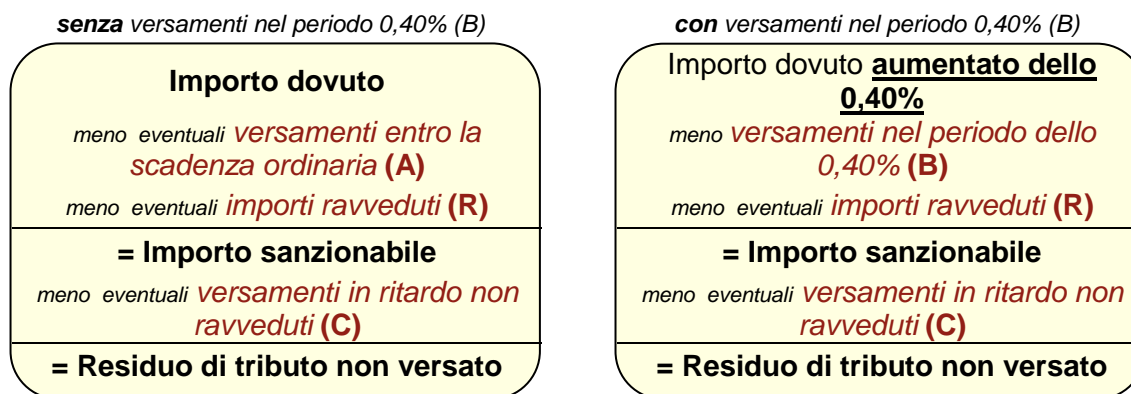 senza versamenti nel periodo 0,40% (B)
Importo dovuto
meno eventuali versamenti entro la
scadenza ordinaria (A)
meno eventuali importi ravveduti (R)
= Importo sanzionabile
meno eventuali versamenti in ritardo non
ravveduti (C)
= Residuo di tributo non versato
con versamenti nel periodo 0,40% (B)
Importo dovuto aumentato dello
0,40%
meno versamenti nel periodo dello
0,40% (B)
meno eventuali importi ravveduti (R)
= Importo sanzionabile
meno eventuali versamenti in ritardo non
ravveduti (C)
= Residuo di tributo non versato